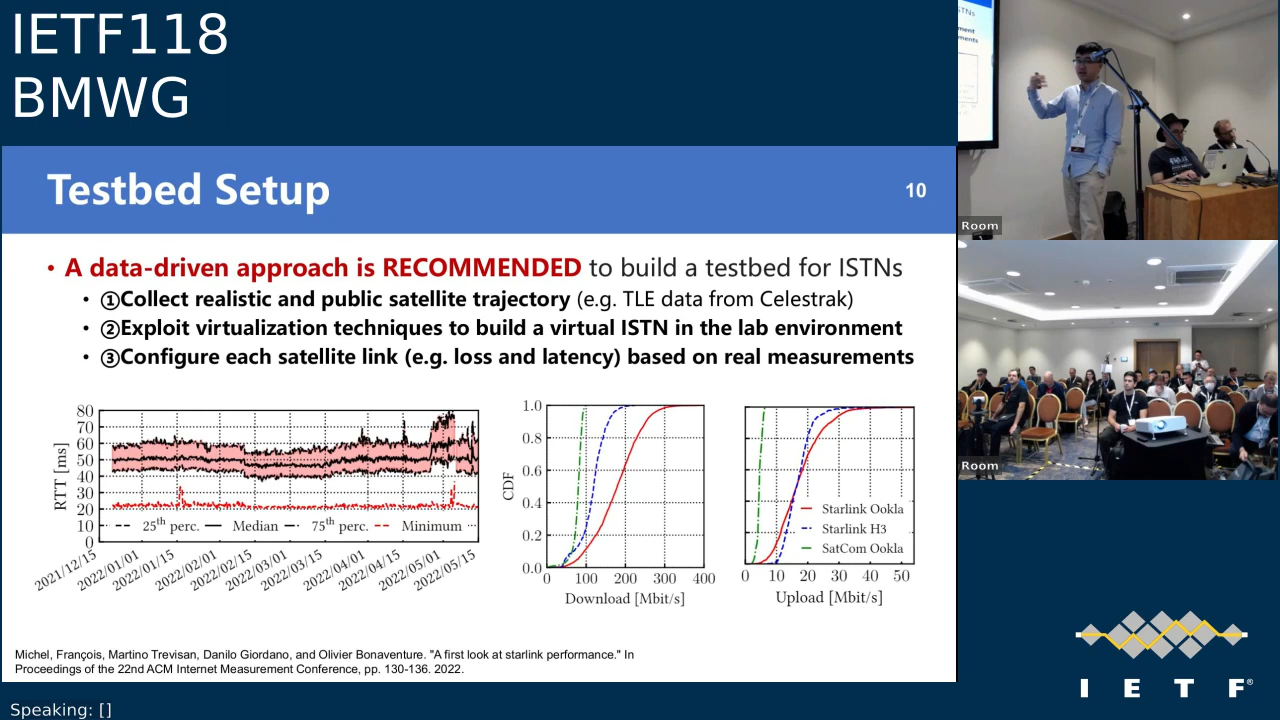 IETF118
BMWG
Testbed Setup
10
• A data-driven approach is RECOMMENDED to build a testbed for ISTNs
• ①Collect realistic and public satellite trajectory (e.g. TLE data from Celestrak)
• ②Exploit virtualization techniques to build a virtual ISTN in the lab environment
• ③Configure each satellite link (e.g. loss and latency) based on real measurements
RTT [ms]
80
70
60
50
40
30
20
10
0
25th perc.
Median
75th perc.
Minimum
2021/12/15
2022/01/01
2022/01/15
2022/02/01
2022/02/15
2022/03/01
2022/03/15
2022/04/01
2022/04/15
2022/05/01
2022/05/15
CDF
1.0
0.8
0.6
0.4
0.2
0.0
0 100 200 300 400
Download [Mbit/s]
Starlink Ookla
Starlink H3
SatCom Ookla
0 10 20 30 40 50
Upload [Mbit/s]
Michel, François, Martino Trevisan, Danilo Giordano, and Olivier Bonaventure. "A first look at starlink performance." In
Proceedings of the 22nd ACM Internet Measurement Conference, pp. 130-136. 2022.
Speaking: []
STNs
ment
ments
Room
Room
I E T F®